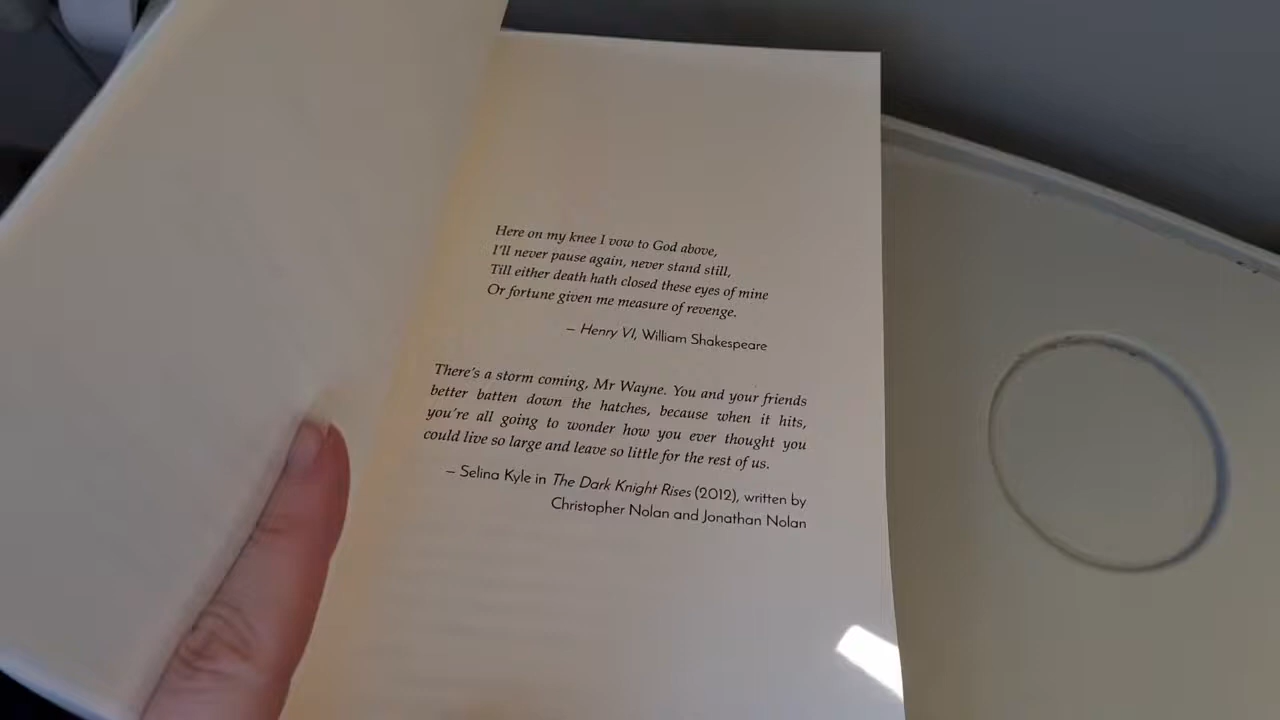 Here on my knee I vow to God above,
I'll never pause again, never stand still,
Till either death hath closed these eyes of mine
Or fortune given me measure of revenge.
– Henry VI, William Shakespeare
There's a storm coming, Mr Wayne. You and your friends
better batten down the hatches, because when it hits,
you're all going to wonder how you ever thought you
could live so large and leave so little for the rest of us.
– Selina Kyle in The Dark Knight Rises (2012), written by
Christopher Nolan and Jonathan Nolan